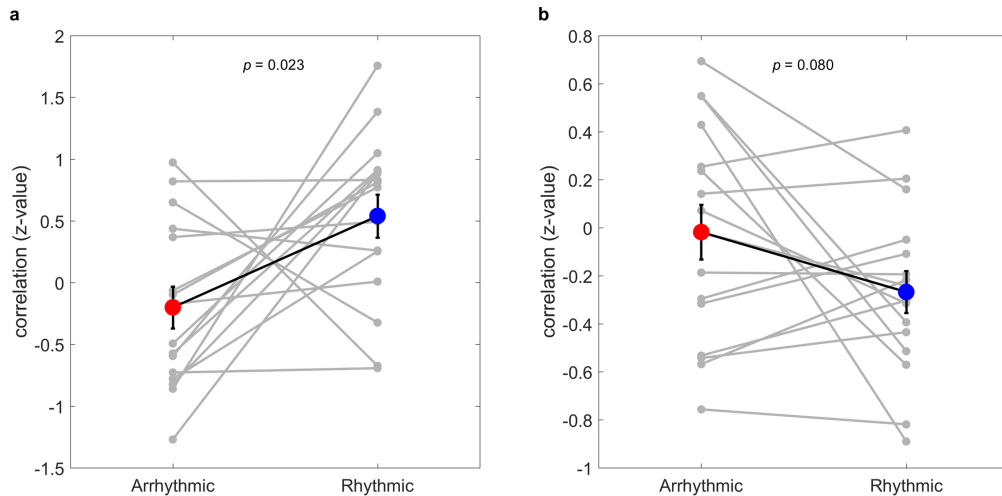 a
p = 0.023
correlation (z-value)
2
1.5
1
0.5
0
-0.5
-1
-1.5
Arrhythmic Rhythmic
b
p = 0.080
correlation (z-value)
0.8
0.6
0.4
0.2
0
-0.2
-0.4
-0.6
-0.8
-1
Arrhythmic Rhythmic